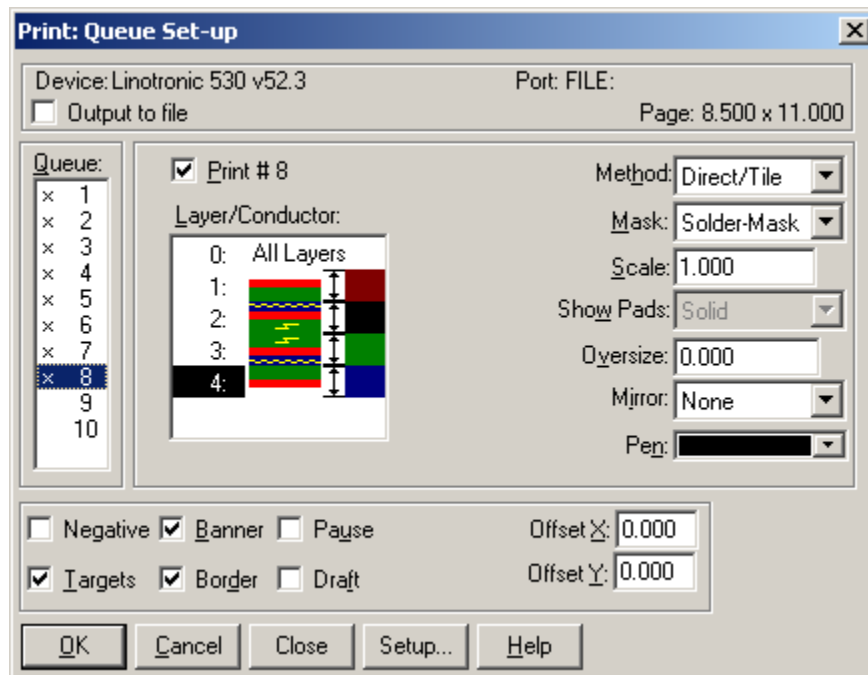 Print: Queue Set-up
Device: Linotronic 530 v52.3 Port: FILE:
Output to file Page: 8.500 x 11.000
Queue:
x 1
x 2
x 3
x 4
x 5
x 6
x 7
x 8
9
10
Print # 8
Layer/Conductor:
0: All Layers
1:
2:
3:
4:
Method: Direct/Tile
Mask: Solder-Mask
Scale: 1.000
Show Pads: Solid
Oversize: 0.000
Mirror: None
Pen:
Negative Banner Pause Offset X: 0.000
Targets Border Draft Offset Y: 0.000
OK Cancel Close Setup... Help